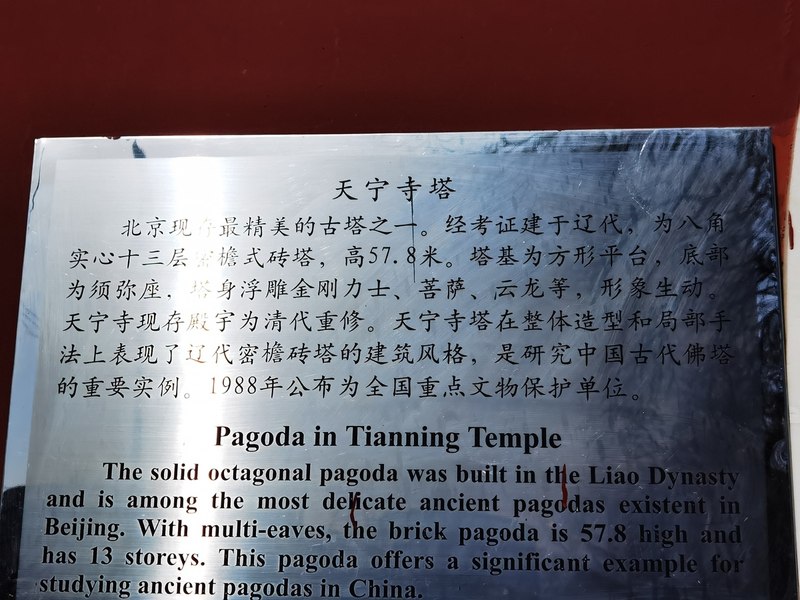 天宁寺塔
北京现存最精美的古塔之一。经考证建于辽代，为八角
实心十三层密檐式砖塔，高57.8米。塔基为方形平台，底部
为须弥座，塔身浮雕金刚力士、菩萨、云龙等，形象生动。
天宁寺现存殿宇为清代重修。天宁寺塔在整体造型和局部手
法上表现了辽代密檐砖塔的建筑风格，是研究中国古代佛塔
的重要实例。1988年公布为全国重点文物保护单位。
Pagoda in Tianning Temple
The solid octagonal pagoda was built in the Liao Dynasty
and is among the most delicate ancient pagodas existent in
Beijing. With multi-eaves, the brick pagoda is 57.8 high and
has 13 storeys. This pagoda offers a significant example for
studying ancient pagodas in China.